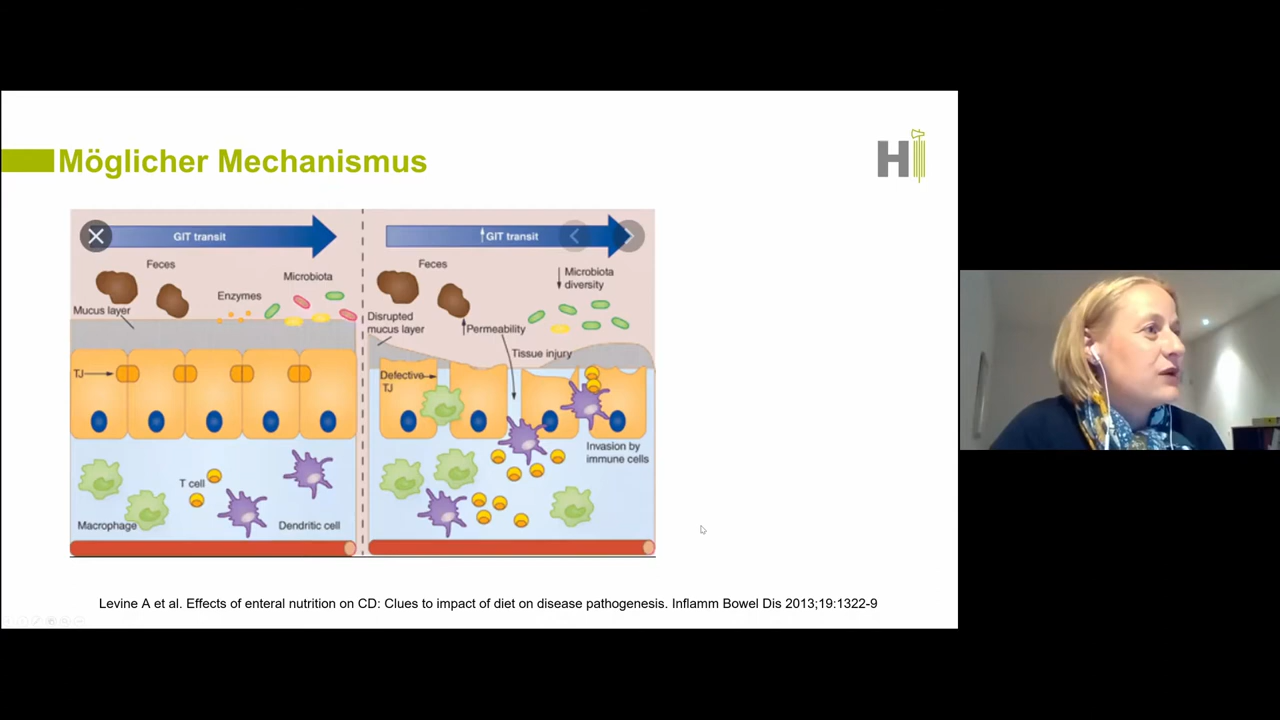 Möglicher Mechanismus
H
GIT transit
Feces
Microbiota
Enzymes
Mucus layer
TJ
T cell
Macrophage
Dendritic cell
GIT transit
Feces
Microbiota
diversity
Disrupted
mucus layer
Permeability
Tissue injury
Defective
TJ
Invasion by
immune cells
Levine A et al. Effects of enteral nutrition on CD: Clues to impact of diet on disease pathogenesis. Inflamm Bowel Dis 2013;19:1322-9